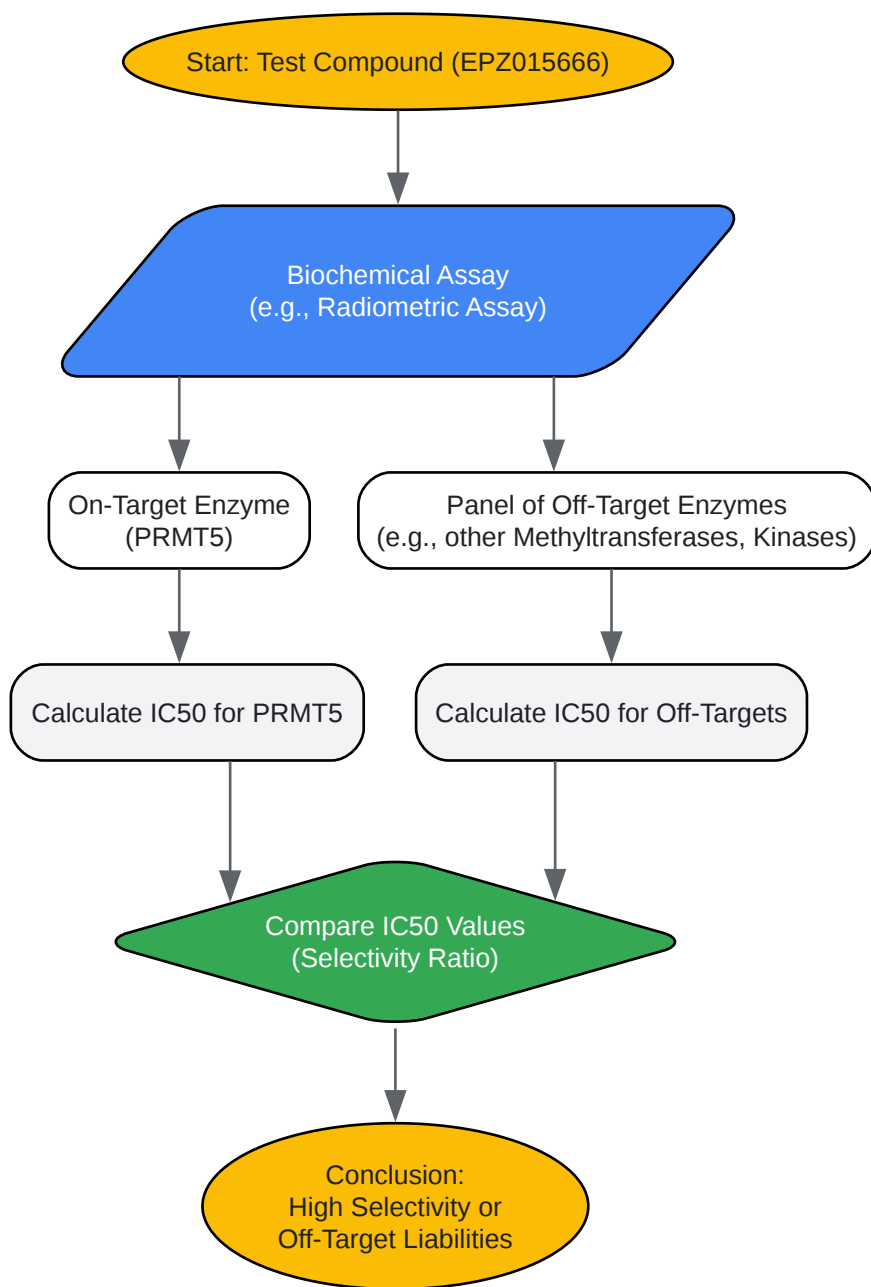 Start: Test Compound (EPZ015666)
Biochemical Assay
(e.g., Radiometric Assay)
On-Target Enzyme
(PRMT5)
Panel of Off-Target Enzymes
(e.g., other Methyltransferases, Kinases)
Calculate IC50 for PRMT5
Calculate IC50 for Off-Targets
Compare IC50 Values
(Selectivity Ratio)
Conclusion:
High Selectivity or
Off-Target Liabilities